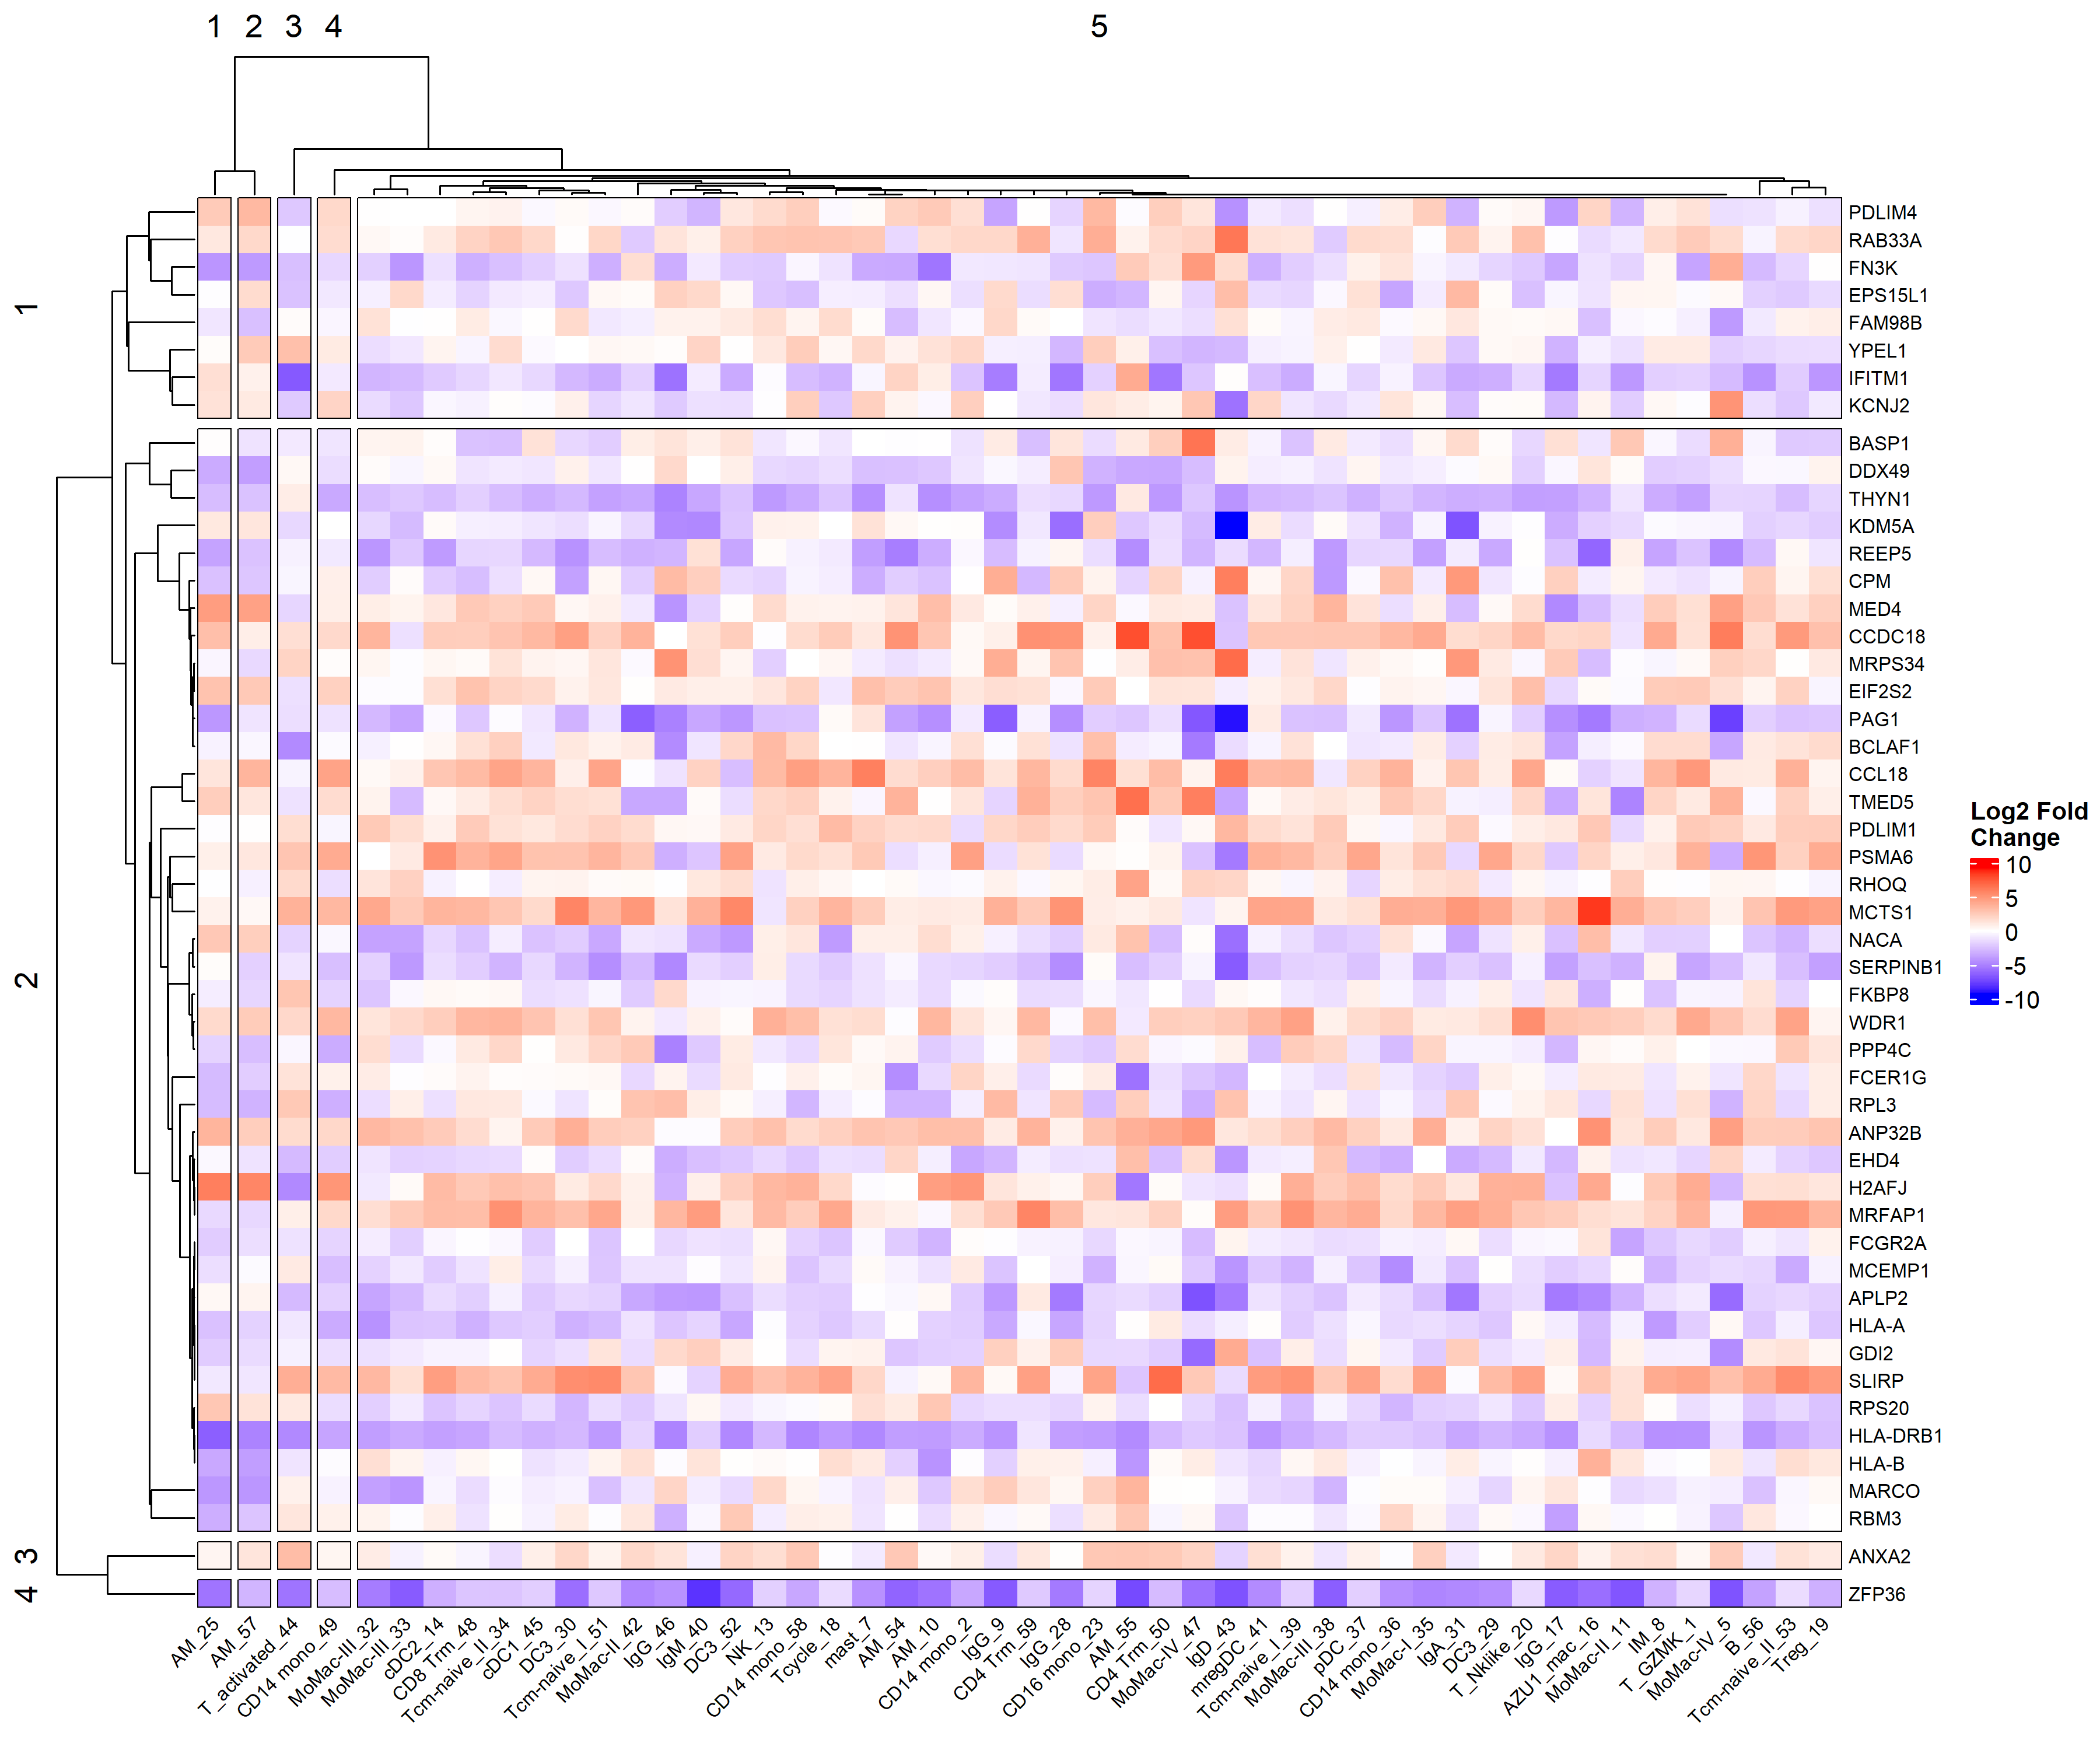 1 2 3 4 5
1
2
3
4
PDLIM4
RAB33A
FN3K
EPS15L1
FAM98B
YPEL1
IFITM1
KCNJ2
BASP1
DDX49
THYN1
KDM5A
REEP5
CPM
MED4
CCDC18
MRPS34
EIF2S2
PAG1
BCLAF1
CCL18
TMED5
PDLIM1
PSMA6
RHOQ
MCTS1
NACA
SERPINB1
FKBP8
WDR1
PPP4C
FCER1G
RPL3
ANP32B
EHD4
H2AFJ
MRFAP1
FCGR2A
MCEMP1
APLP2
HLA-A
GDI2
SLIRP
RPS20
HLA-DRB1
HLA-B
MARCO
RBM3
ANXA2
ZFP36
Log2 Fold
Change
10
5
0
-5
-10
AM_25
AM_57
T_activated_44
CD14 mono_49
MoMac-III_32
MoMac-III_33
cDC2_14
CD8 Trm_48
Tcm-naive_II_34
cDC1_45
DC3_30
Tcm-naive_I_51
MoMac-II_42
IgG_46
IgM_40
DC3_52
NK_13
CD14 mono_58
Tcycle_18
mast_7
AM_54
AM_10
CD14 mono_2
IgG_9
CD4 Trm_59
IgG_28
CD16 mono_23
AM_55
CD4 Trm_50
MoMac-IV_47
IgD_43
mregDC_41
Tcm-naive_I_39
MoMac-III_38
pDC_37
CD14 mono_36
MoMac-I_35
IgA_31
DC3_29
T_Nklike_20
IgG_17
AZU1_mac_16
MoMac-II_11
IM_8
T_GZMK_1
MoMac-IV_5
B_56
Tcm-naive_II_53
Treg_19